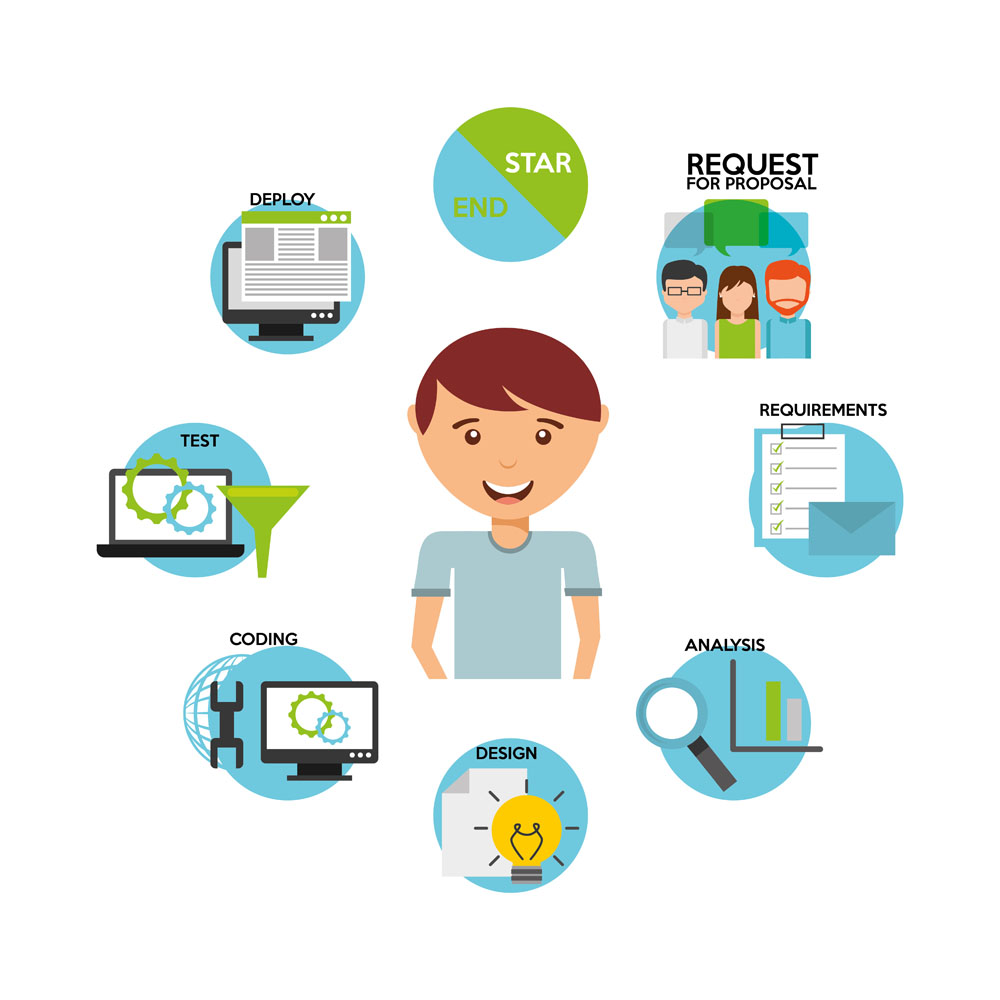 STAR
END
REQUEST
FOR PROPOSAL
REQUIREMENTS
ANALYSIS
DESIGN
CODING
TEST
DEPLOY